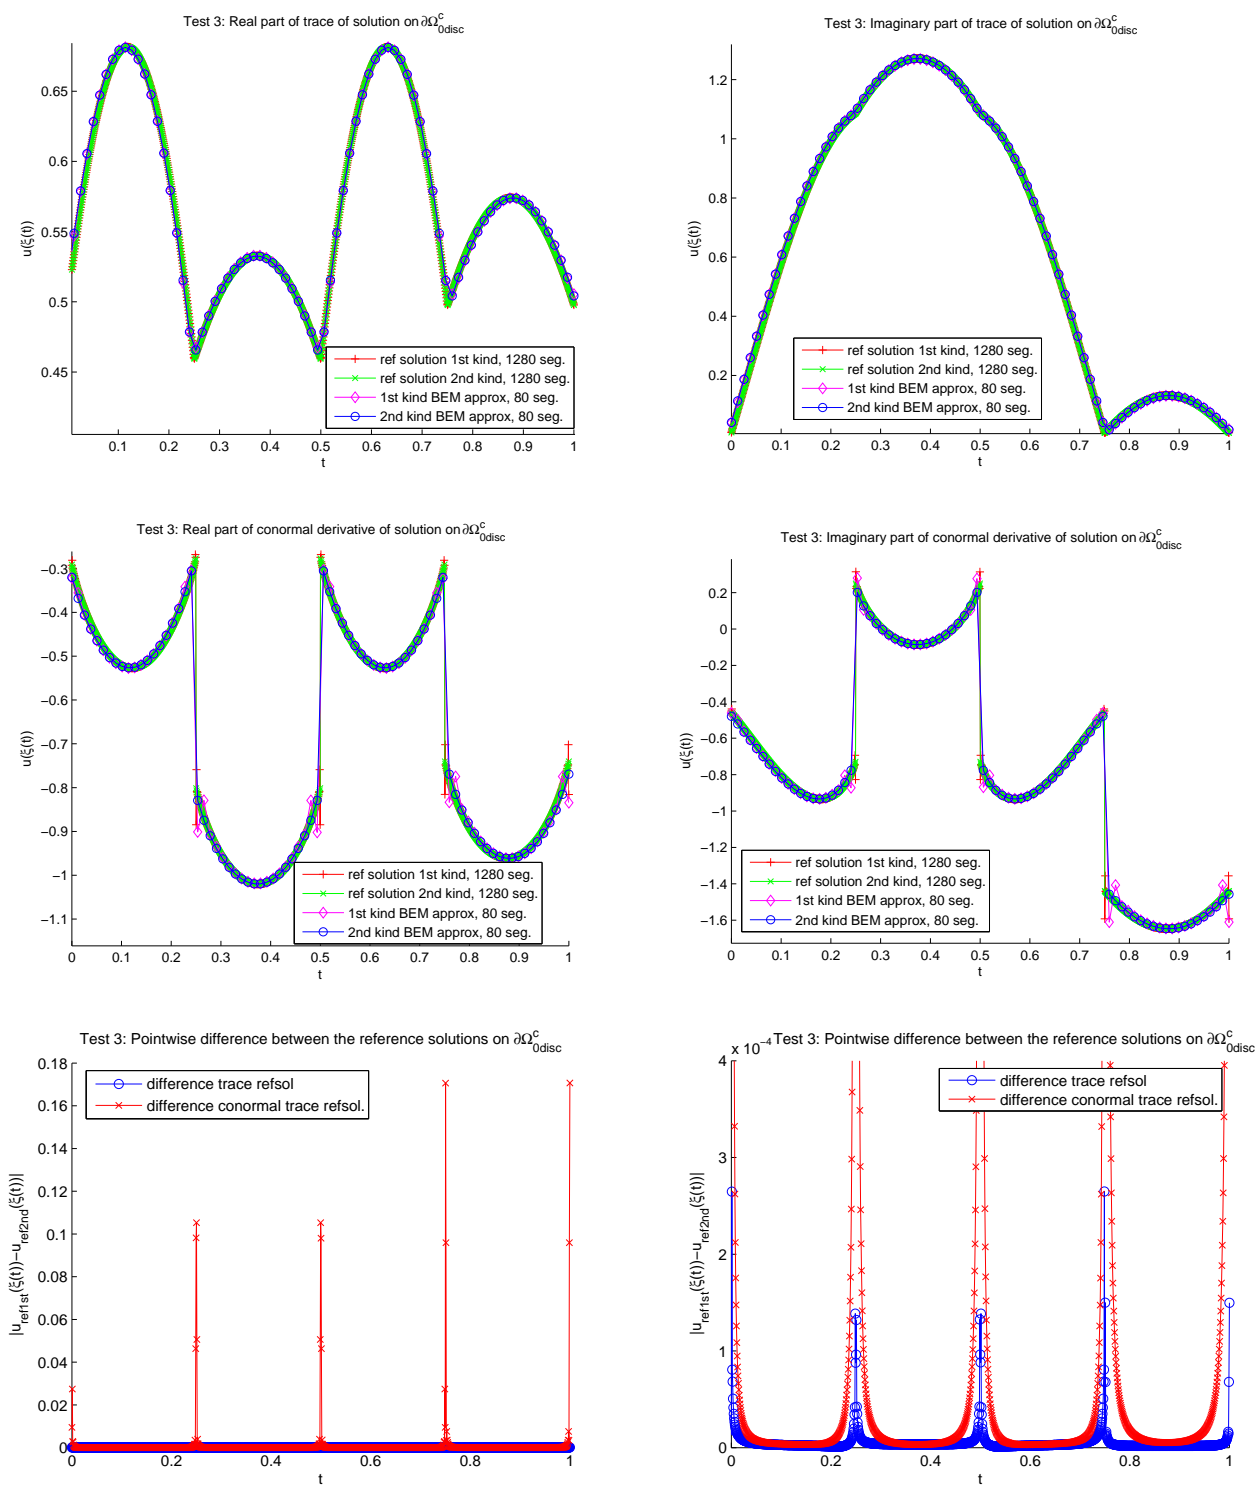 Test 3: Real part of trace of solution on ∂Ω^c_0disc
u(ξ(t))
0.65
0.6
0.55
0.5
0.45
ref solution 1st kind, 1280 seg.
ref solution 2nd kind, 1280 seg.
1st kind BEM approx, 80 seg.
2nd kind BEM approx, 80 seg.
0.1 0.2 0.3 0.4 0.5 0.6 0.7 0.8 0.9 1
t
Test 3: Imaginary part of trace of solution on ∂Ω^c_0disc
u(ξ(t))
1.2
1
0.8
0.6
0.4
0.2
ref solution 1st kind, 1280 seg.
ref solution 2nd kind, 1280 seg.
1st kind BEM approx, 80 seg.
2nd kind BEM approx, 80 seg.
0 0.1 0.2 0.3 0.4 0.5 0.6 0.7 0.8 0.9 1
t
Test 3: Real part of conormal derivative of solution on ∂Ω^c_0disc
u(ξ(t))
−0.3
−0.4
−0.5
−0.6
−0.7
−0.8
−0.9
−1
−1.1
ref solution 1st kind, 1280 seg.
ref solution 2nd kind, 1280 seg.
1st kind BEM approx, 80 seg.
2nd kind BEM approx, 80 seg.
0 0.1 0.2 0.3 0.4 0.5 0.6 0.7 0.8 0.9 1
t
Test 3: Imaginary part of conormal derivative of solution on ∂Ω^c_0disc
u(ξ(t))
0.2
0
−0.2
−0.4
−0.6
−0.8
−1
−1.2
−1.4
−1.6
ref solution 1st kind, 1280 seg.
ref solution 2nd kind, 1280 seg.
1st kind BEM approx, 80 seg.
2nd kind BEM approx, 80 seg.
0 0.1 0.2 0.3 0.4 0.5 0.6 0.7 0.8 0.9 1
t
Test 3: Pointwise difference between the reference solutions on ∂Ω^c_0disc
|u_ref1st(ξ(t))−u_ref2nd(ξ(t))|
0.18
0.16
0.14
0.12
0.1
0.08
0.06
0.04
0.02
0
difference trace refsol
difference conormal trace refsol.
0 0.2 0.4 0.6 0.8 1
t
Test 3: Pointwise difference between the reference solutions on ∂Ω^c_0disc
x 10^−4
|u_ref1st(ξ(t))−u_ref2nd(ξ(t))|
4
3
2
1
0
difference trace refsol
difference conormal trace refsol.
0 0.2 0.4 0.6 0.8 1
t